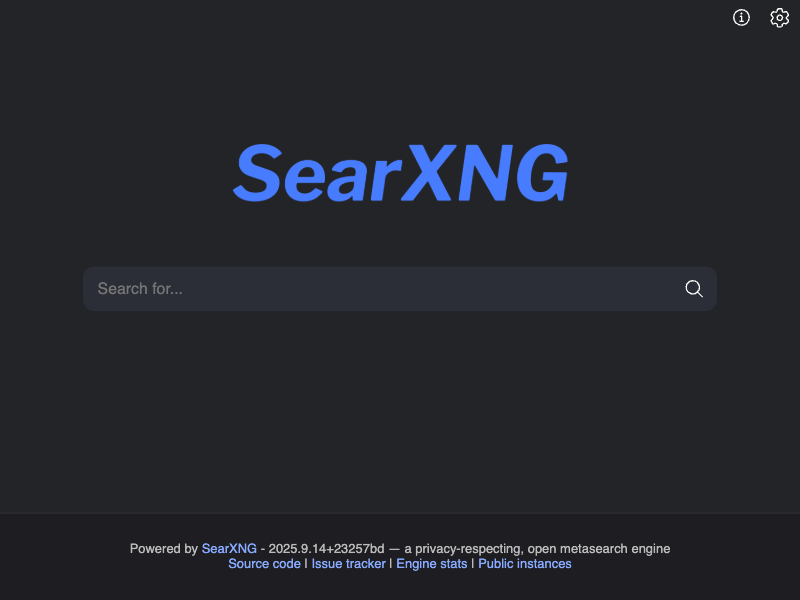 SearXNG
Search for...
Powered by SearXNG - 2025.9.14+23257bd — a privacy-respecting, open metasearch engine
Source code | Issue tracker | Engine stats | Public instances